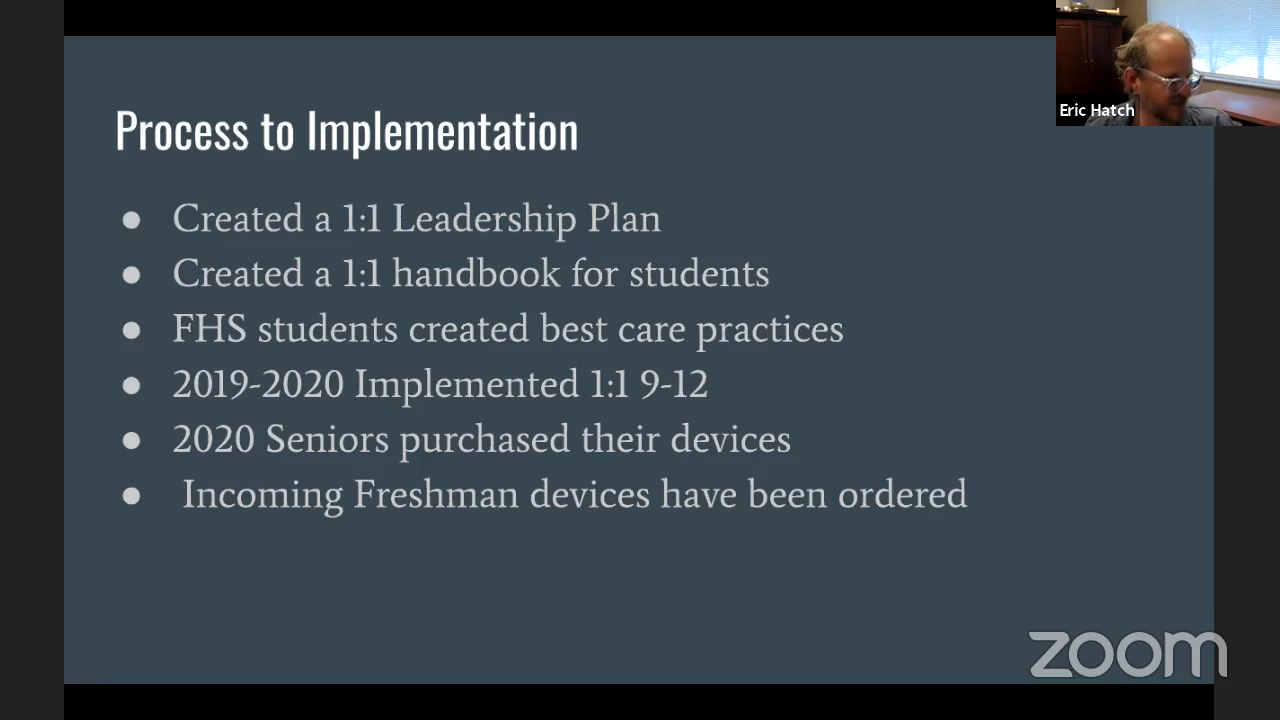 Eric Hatch
Process to Implementation
● Created a 1:1 Leadership Plan
● Created a 1:1 handbook for students
● FHS students created best care practices
● 2019-2020 Implemented 1:1 9-12
● 2020 Seniors purchased their devices
● Incoming Freshman devices have been ordered
zoom